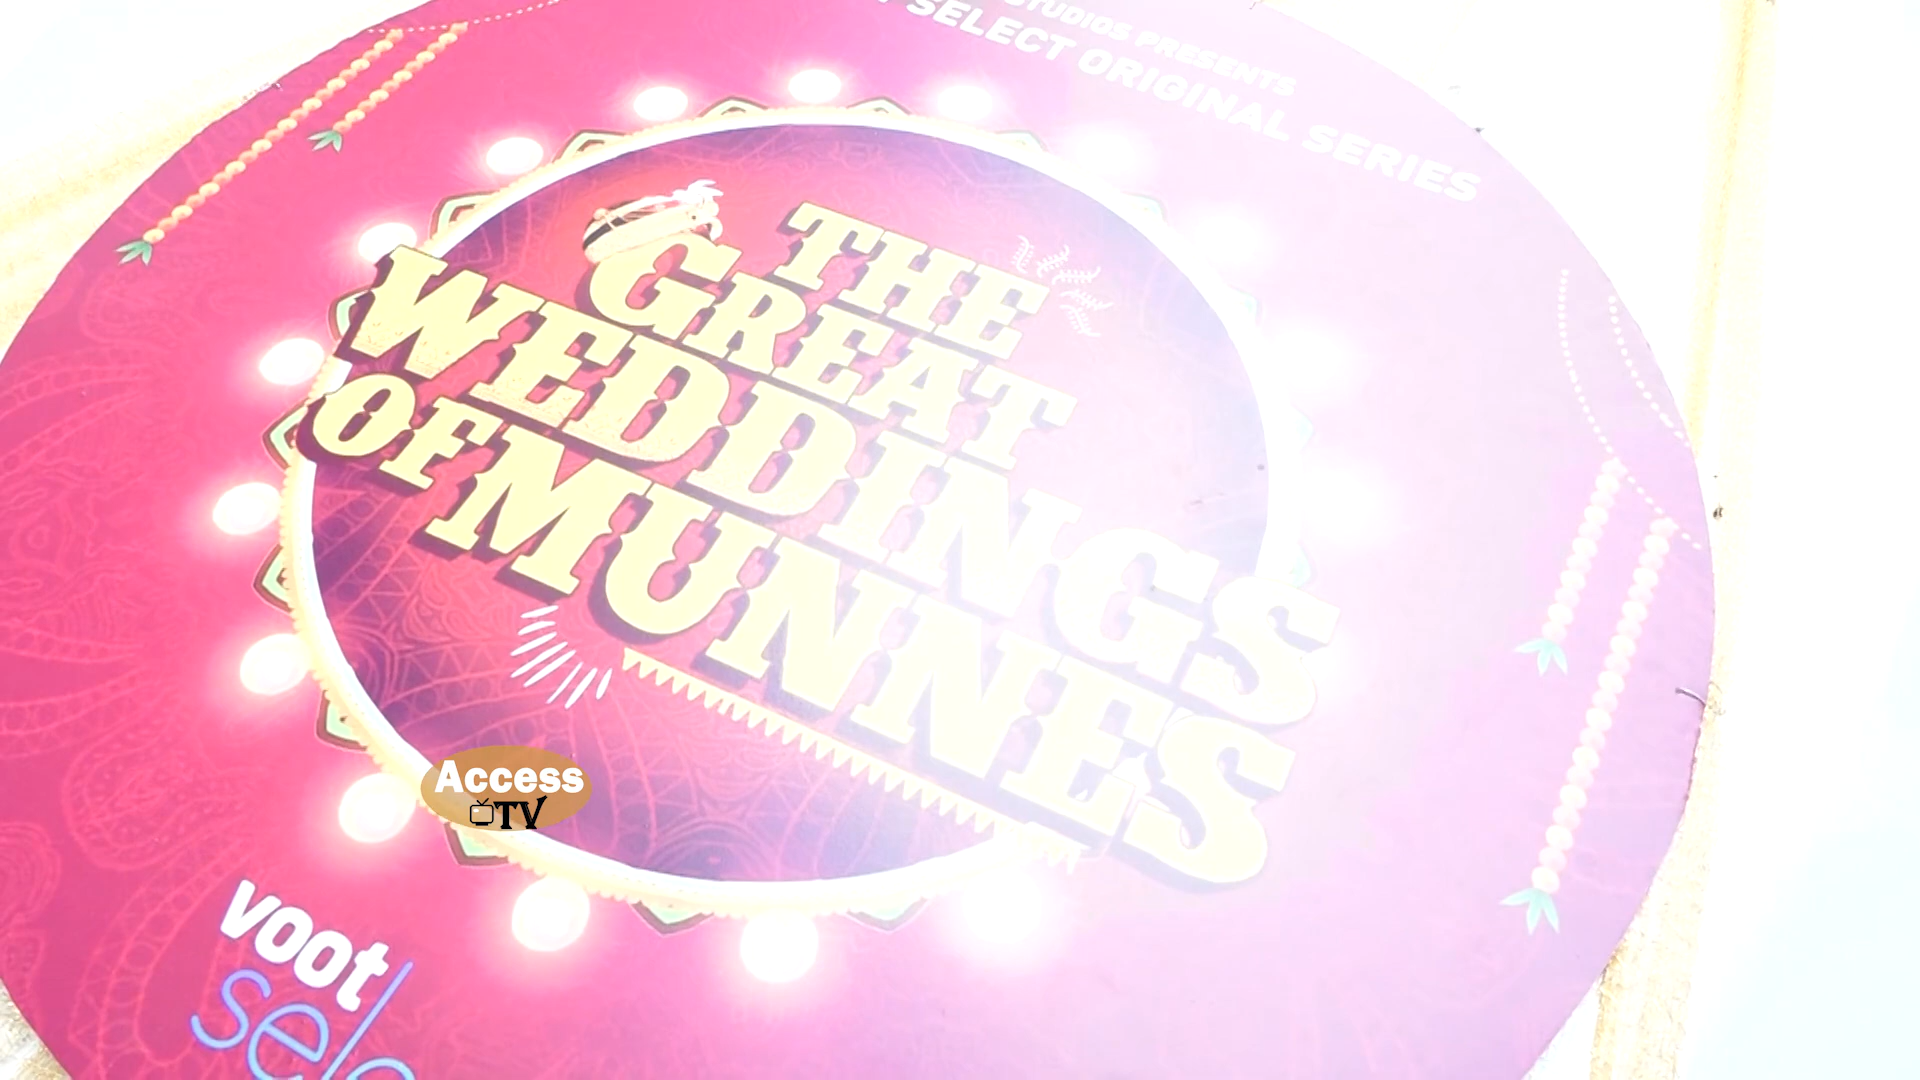 STUDIOS PRESENTS
SELECT ORIGINAL SERIES
THE
GREAT
WEDDINGS
OF MUNNES
Access
TV
voot